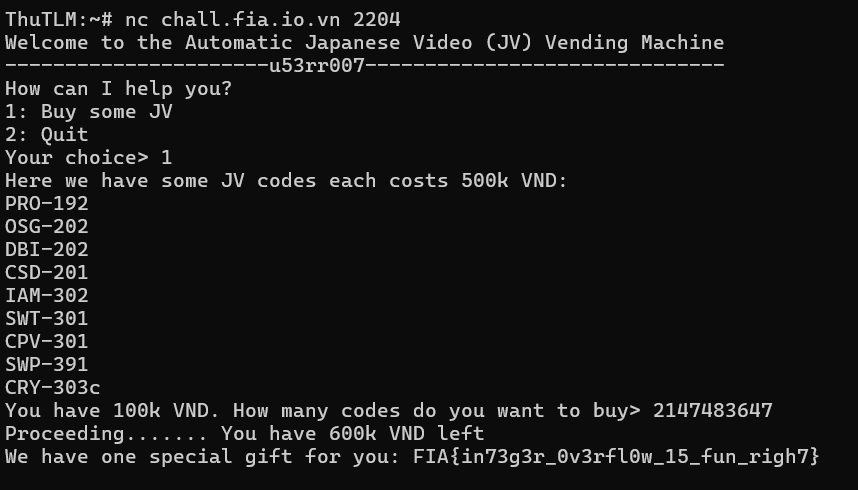 ThuTLM:~# nc chall.fia.io.vn 2204
Welcome to the Automatic Japanese Video (JV) Vending Machine
----------------------u53rr007------------------------------
How can I help you?
1: Buy some JV
2: Quit
Your choice> 1
Here we have some JV codes each costs 500k VND:
PRO-192
OSG-202
DBI-202
CSD-201
IAM-302
SWT-301
CPV-301
SWP-391
CRY-303c
You have 100k VND. How many codes do you want to buy> 2147483647
Proceeding....... You have 600k VND left
We have one special gift for you: FIA{in73g3r_0v3rfl0w_15_fun_righ7}